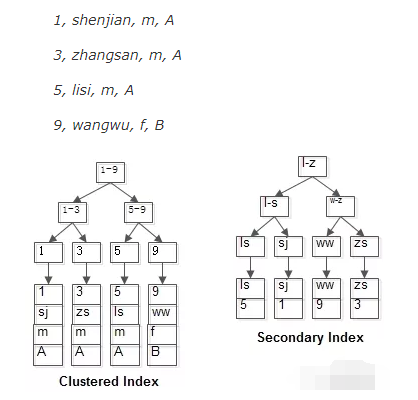 1, shenjian, m, A
3, zhangsan, m, A
5, lisi, m, A
9, wangwu, f, B
1-9
1-3 5-9
1 3 5 9
1 3 5 9
sj zs ls ww
m m m f
A A A B
Clustered Index
l-z
l-s w-z
ls sj ww zs
ls sj ww zs
5 1 9 3
Secondary Index